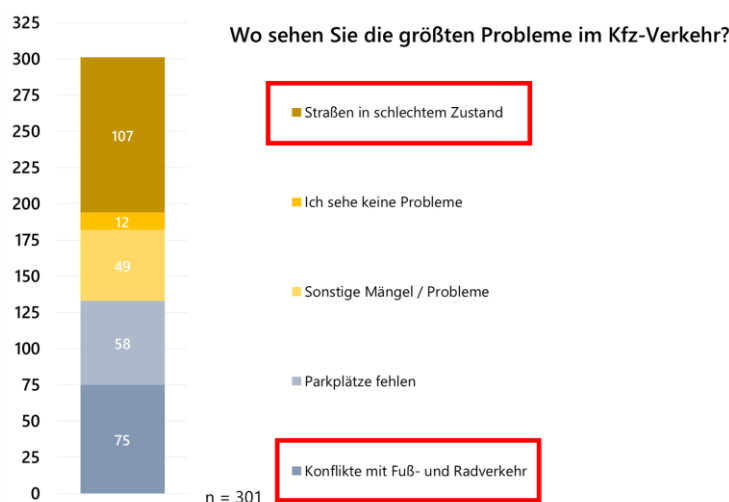 Wo sehen Sie die größten Probleme im Kfz-Verkehr?
325
300
275
250
225
200
175
150
125
100
75
50
25
0
107
12
49
58
75
Straßen in schlechtem Zustand
Ich sehe keine Probleme
Sonstige Mängel / Probleme
Parkplätze fehlen
Konflikte mit Fuß- und Radverkehr
n = 301